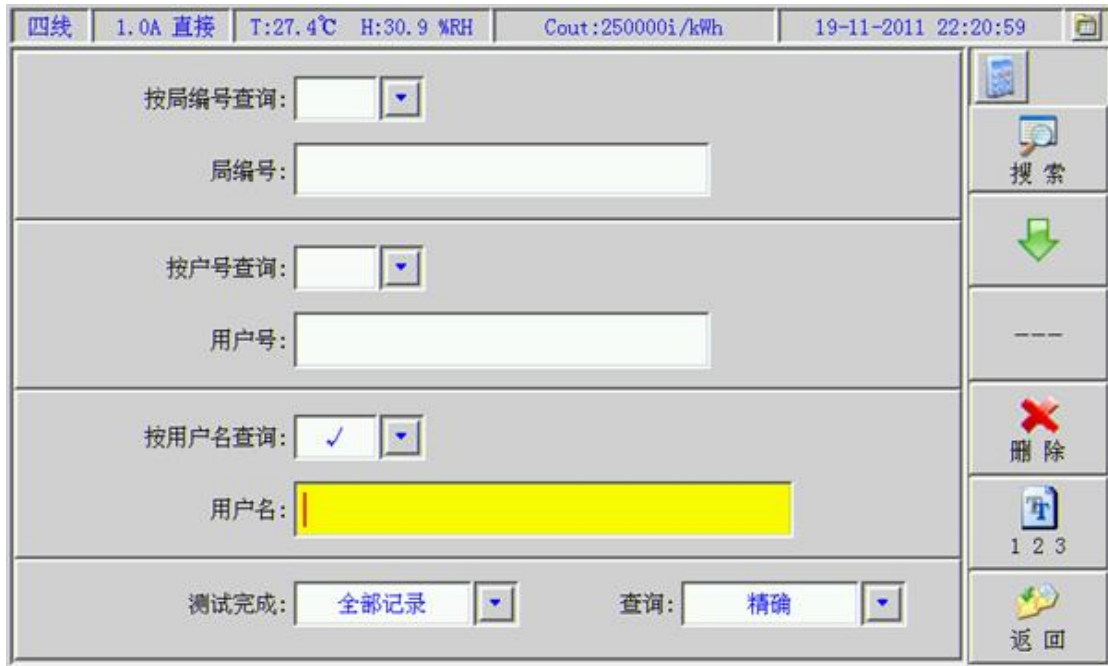 四线 1.0A 直接 T:27.4℃ H:30.9 %RH Cout:250000i/kWh 19-11-2011 22:20:59
按局编号查询:
搜 索
局编号:
按户号查询:
用户号:
---
按用户名查询: ✓
删 除
用户名:
1 2 3
测试完成: 全部记录 查询: 精确
返 回